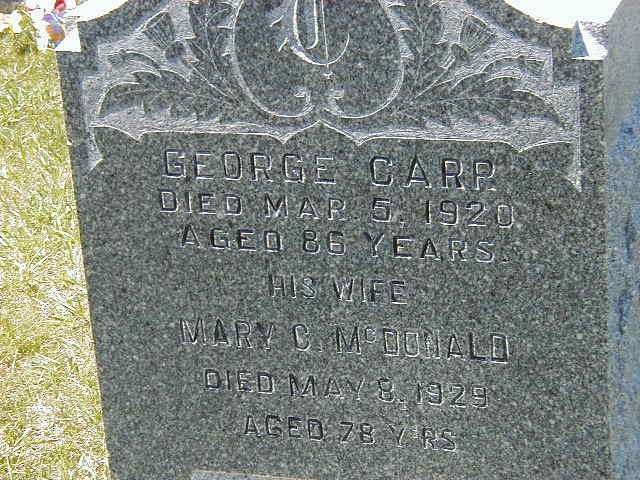 C
GEORGE CARR
DIED MAR. 5, 1920
AGED 86 YEARS.
HIS WIFE
MARY C. McDONALD
DIED MAY 8, 1929
AGED 78 Y'RS